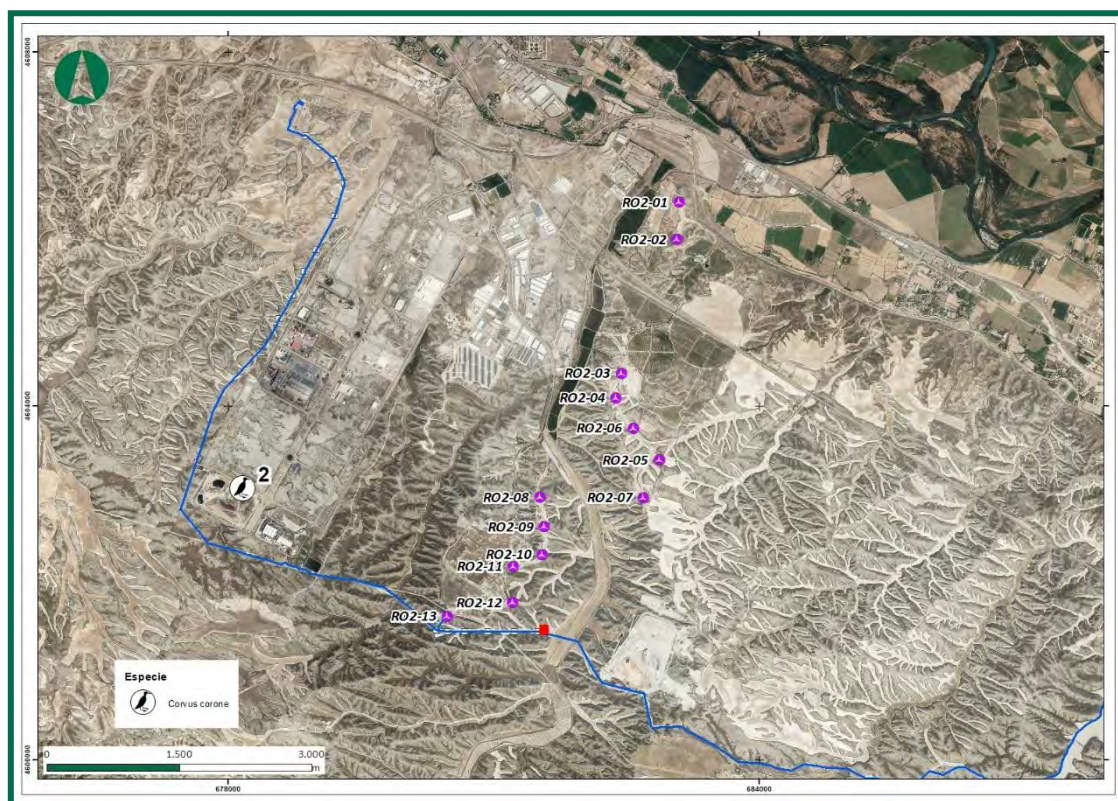 4608000
RO2-01
RO2-02
RO2-03
4604000
RO2-04
RO2-06
RO2-05
2
RO2-08
RO2-07
RO2-09
RO2-10
RO2-11
RO2-12
RO2-13
Especie
Corvus corone
0 1.500 3.000
m
4600000
678000 684000